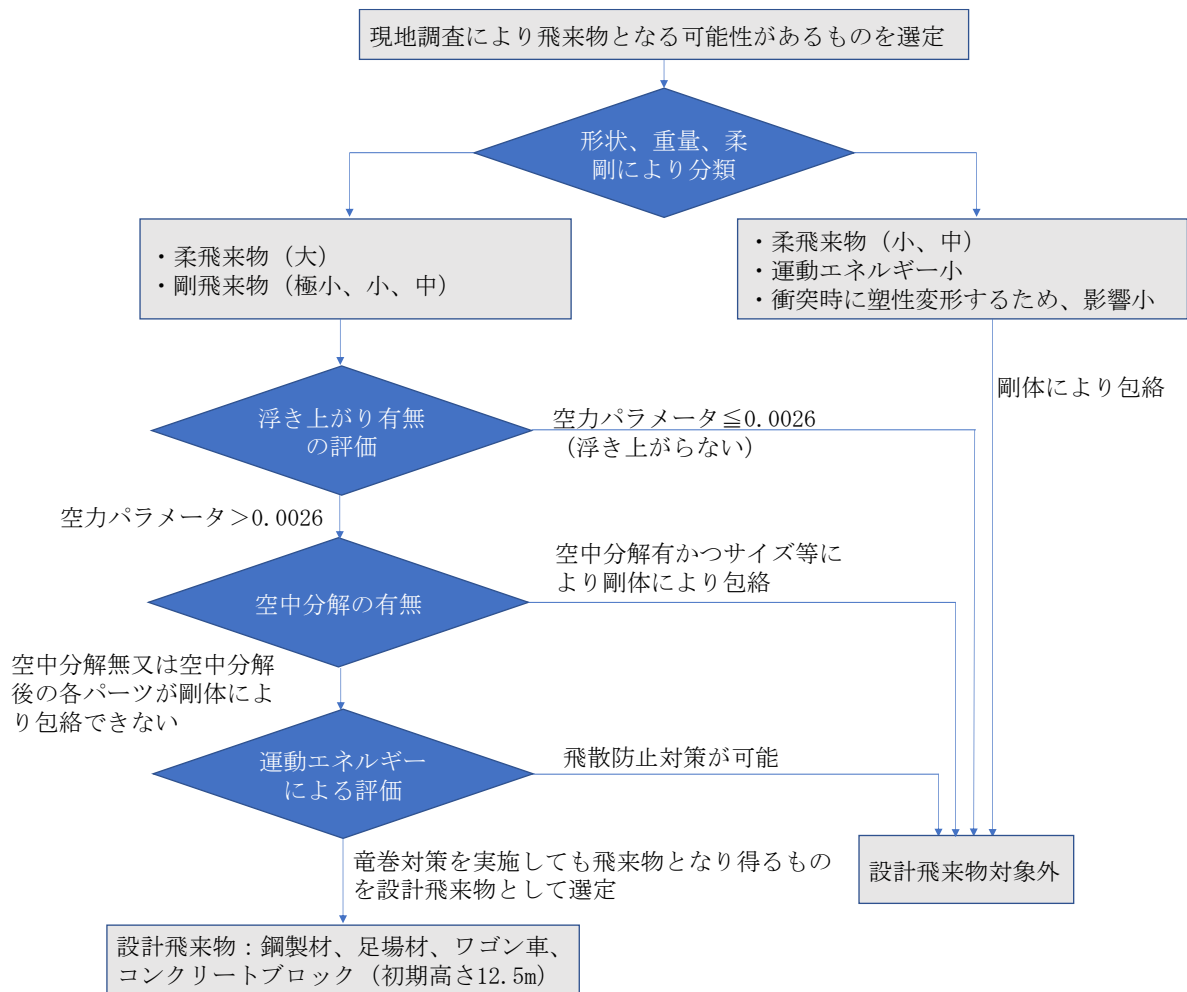 現地調査により飛来物となる可能性があるものを選定
形状、重量、柔
剛により分類
・柔飛来物（大）
・剛飛来物（極小、小、中）
・柔飛来物（小、中）
・運動エネルギー小
・衝突時に塑性変形するため、影響小
剛体により包絡
浮き上がり有無
の評価
空力パラメータ≦0.0026
（浮き上がらない）
空力パラメータ＞0.0026
空中分解の有無
空中分解有かつサイズ等に
より剛体により包絡
空中分解無又は空中分解
後の各パーツが剛体によ
り包絡できない
運動エネルギー
による評価
飛散防止対策が可能
竜巻対策を実施しても飛来物となり得るもの
を設計飛来物として選定
設計飛来物対象外
設計飛来物：鋼製材、足場材、ワゴン車、
コンクリートブロック（初期高さ12.5m）